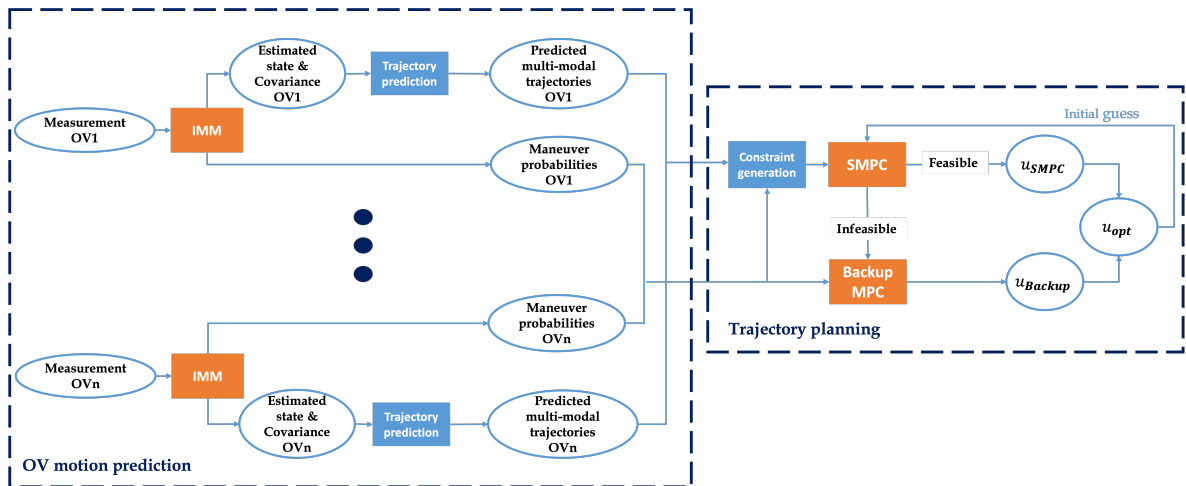 Estimated
state &
Covariance
OV1
Trajectory
prediction
Predicted
multi-modal
trajectories
OV1
Measurement
OV1
IMM
Maneuver
probabilities
OV1
Maneuver
probabilities
OVn
Measurement
OVn
IMM
Estimated
state &
Covariance
OVn
Trajectory
prediction
Predicted
multi-modal
trajectories
OVn
OV motion prediction
Initial guess
Constraint
generation
SMPC
Feasible
u_SMPC
Infeasible
u_opt
Backup
MPC
u_Backup
Trajectory planning